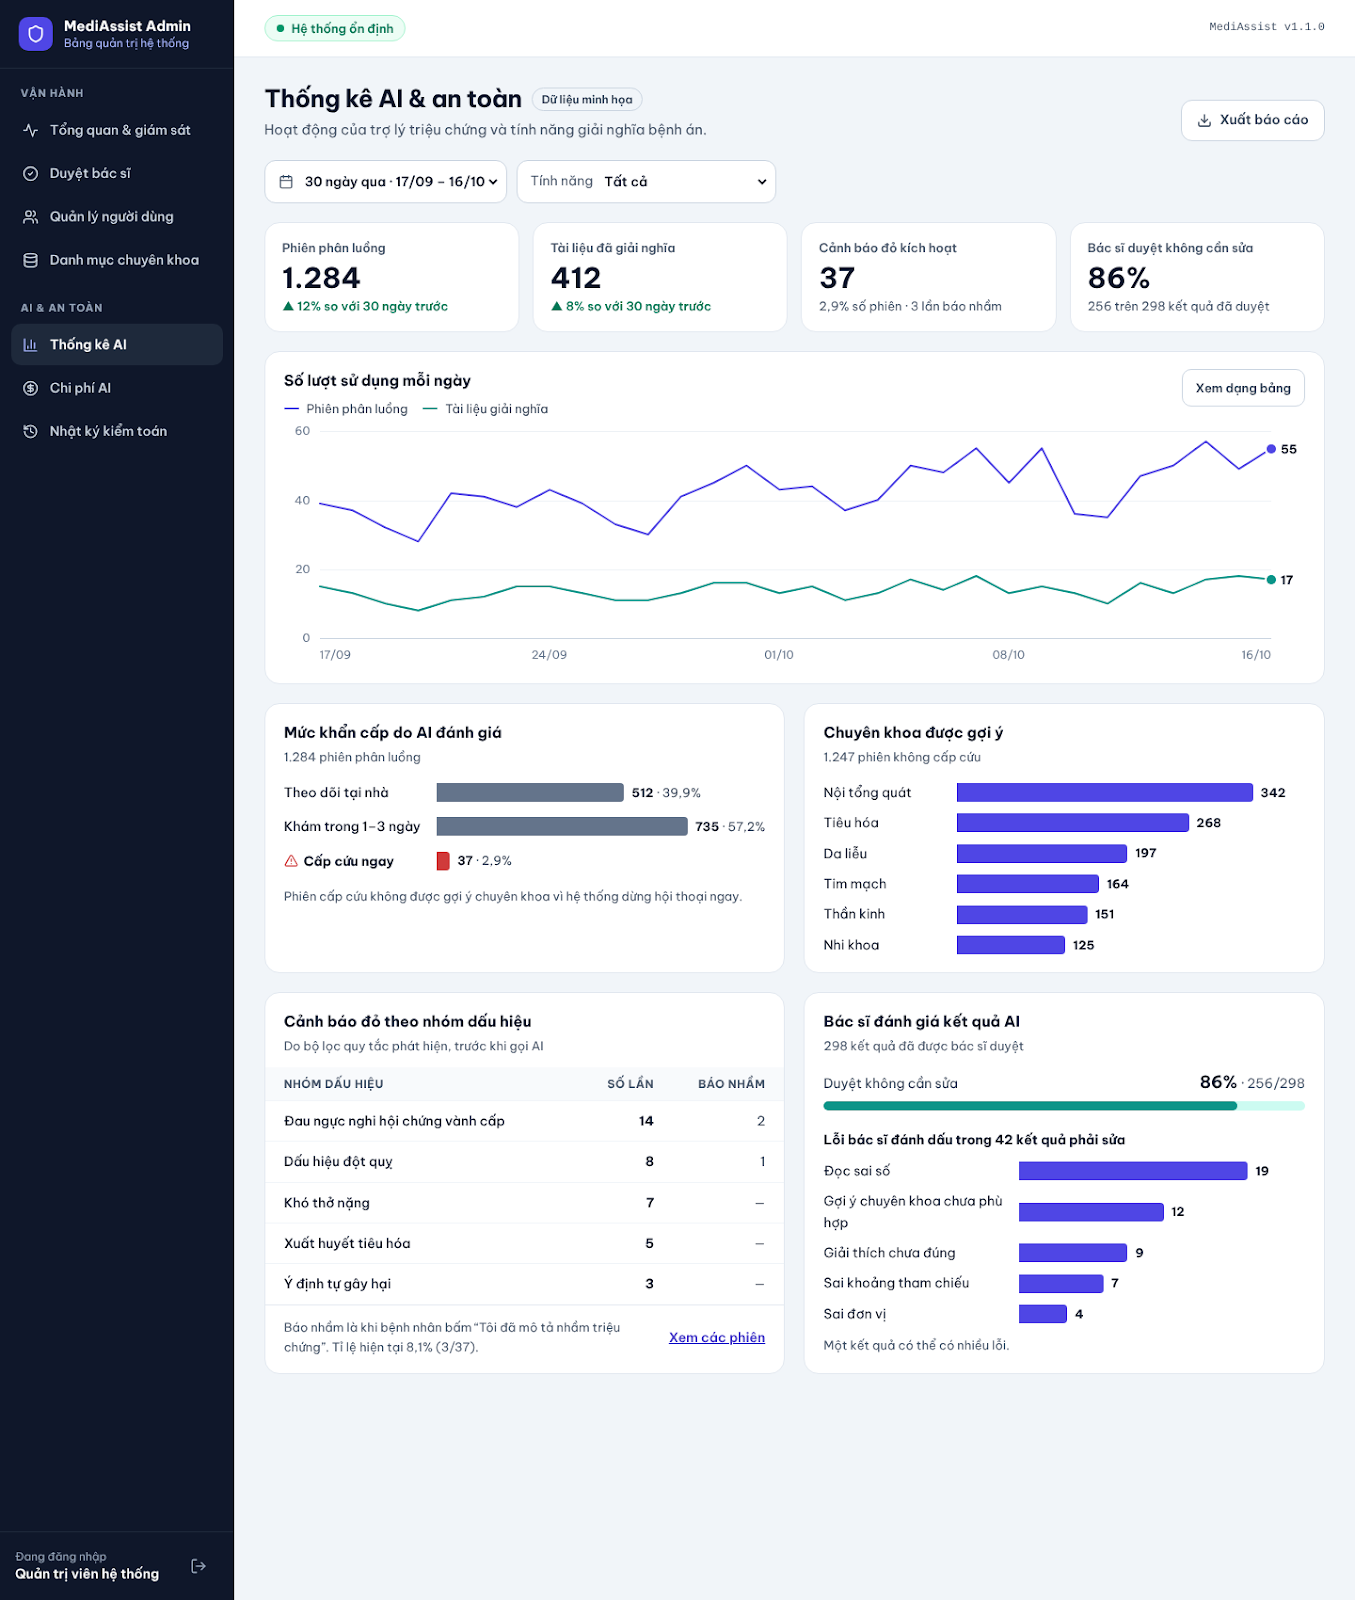 MediAssist Admin
Bảng quản trị hệ thống
VẬN HÀNH
Tổng quan & giám sát
Duyệt bác sĩ
Quản lý người dùng
Danh mục chuyên khoa
AI & AN TOÀN
Thống kê AI
Chi phí AI
Nhật ký kiểm toán
Đang đăng nhập
Quản trị viên hệ thống
Hệ thống ổn định
MediAssist v1.1.0
Thống kê AI & an toàn
Dữ liệu minh họa
Hoạt động của trợ lý triệu chứng và tính năng giải nghĩa bệnh án.
Xuất báo cáo
30 ngày qua · 17/09 – 16/10
Tính năng Tất cả
Phiên phân luồng
1.284
▲ 12% so với 30 ngày trước
Tài liệu đã giải nghĩa
412
▲ 8% so với 30 ngày trước
Cảnh báo đỏ kích hoạt
37
2,9% số phiên · 3 lần báo nhầm
Bác sĩ duyệt không cần sửa
86%
256 trên 298 kết quả đã duyệt
Số lượt sử dụng mỗi ngày
Xem dạng bảng
Phiên phân luồng
Tài liệu giải nghĩa
60
40
20
0
55
17
17/09
24/09
01/10
08/10
16/10
Mức khẩn cấp do AI đánh giá
1.284 phiên phân luồng
Theo dõi tại nhà 512 · 39,9%
Khám trong 1–3 ngày 735 · 57,2%
Cấp cứu ngay 37 · 2,9%
Phiên cấp cứu không được gợi ý chuyên khoa vì hệ thống dừng hội thoại ngay.
Chuyên khoa được gợi ý
1.247 phiên không cấp cứu
Nội tổng quát 342
Tiêu hóa 268
Da liễu 197
Tim mạch 164
Thần kinh 151
Nhi khoa 125
Cảnh báo đỏ theo nhóm dấu hiệu
Do bộ lọc quy tắc phát hiện, trước khi gọi AI
NHÓM DẤU HIỆU SỐ LẦN BÁO NHẦM
Đau ngực nghi hội chứng vành cấp 14 2
Dấu hiệu đột quỵ 8 1
Khó thở nặng 7 –
Xuất huyết tiêu hóa 5 –
Ý định tự gây hại 3 –
Báo nhầm là khi bệnh nhân bấm “Tôi đã mô tả nhầm triệu
chứng”. Tỉ lệ hiện tại 8,1% (3/37).
Xem các phiên
Bác sĩ đánh giá kết quả AI
298 kết quả đã được bác sĩ duyệt
Duyệt không cần sửa 86% · 256/298
Lỗi bác sĩ đánh dấu trong 42 kết quả phải sửa
Đọc sai số 19
Gợi ý chuyên khoa chưa phù
hợp 12
Giải thích chưa đúng 9
Sai khoảng tham chiếu 7
Sai đơn vị 4
Một kết quả có thể có nhiều lỗi.